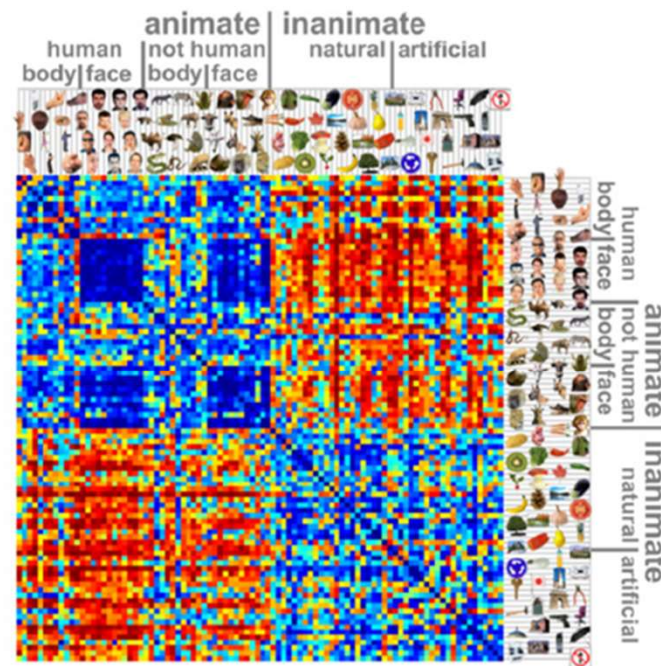 animate inanimate
human not human natural artificial
body face body face
human
body face
animate
not human
body face
inanimate
natural artificial